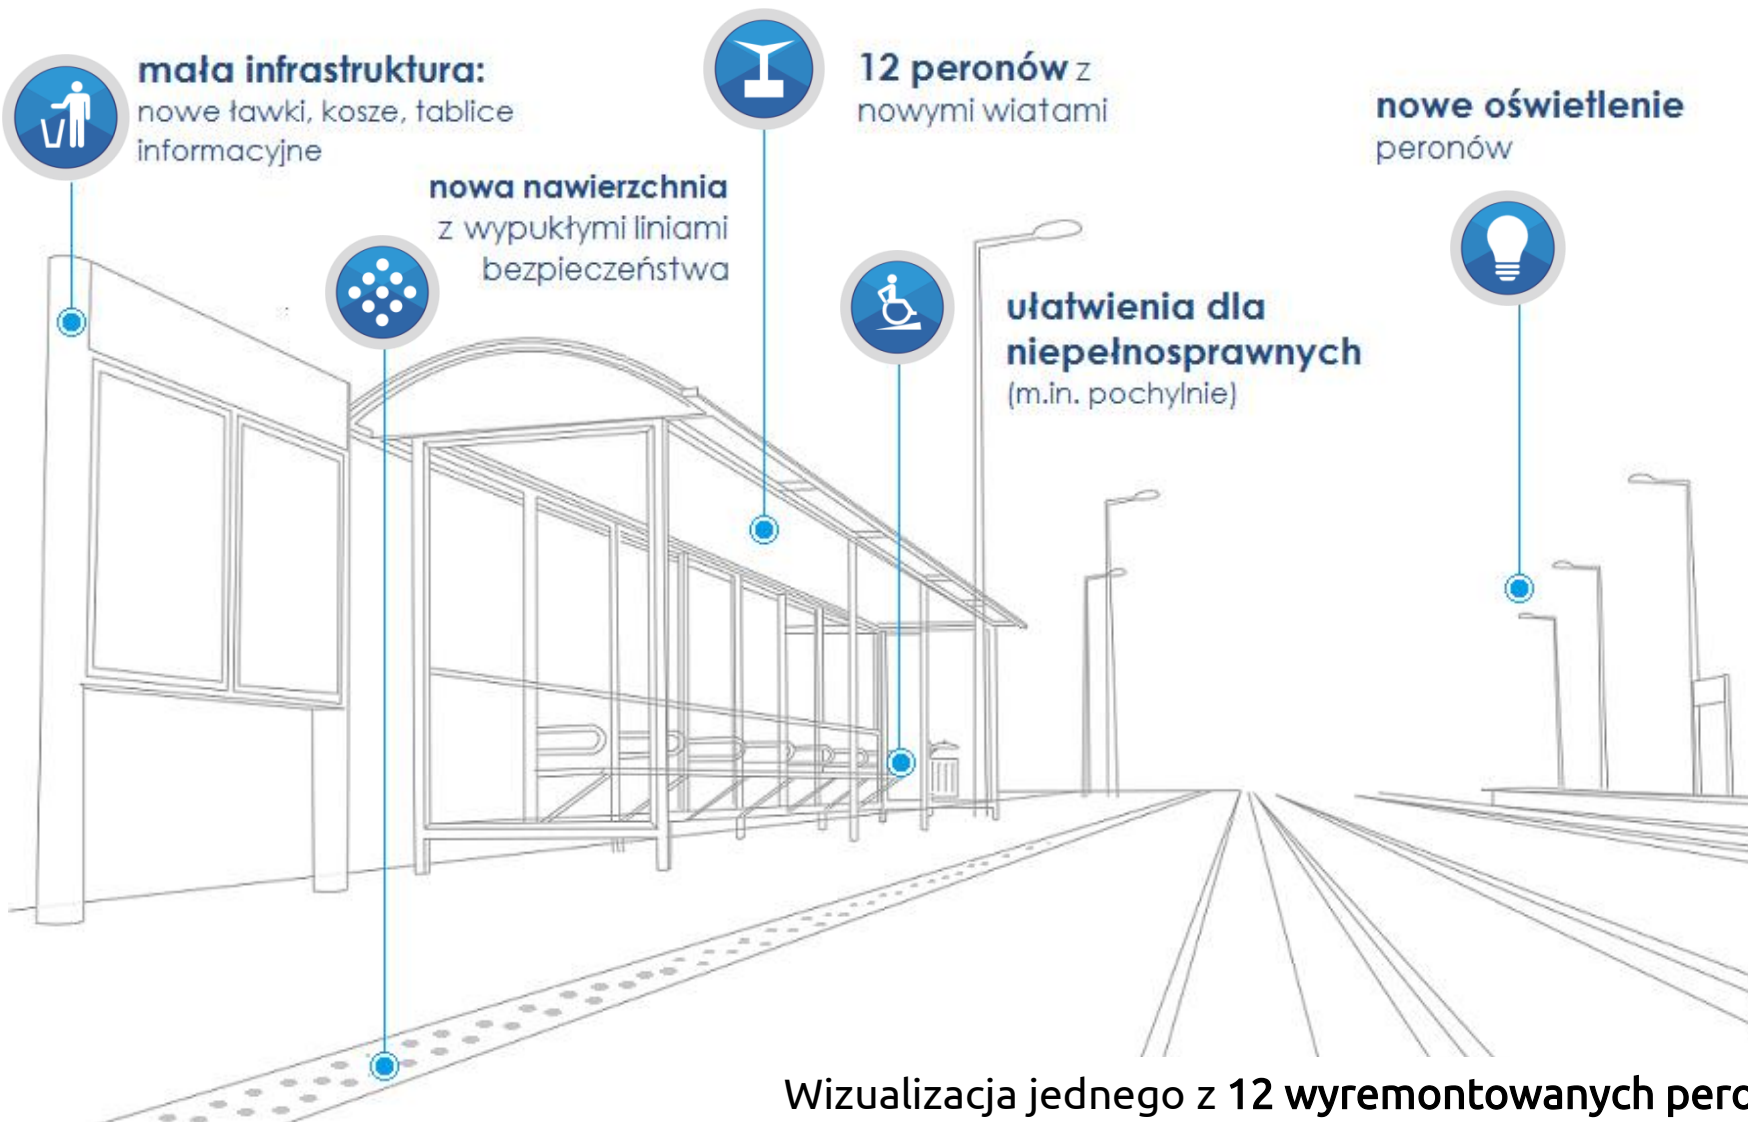 mała infrastruktura:
nowe ławki, kosze, tablice
informacyjne
12 peronów z
nowymi wiatami
nowe oświetlenie
peronów
nowa nawierzchnia
z wypukłymi liniami
bezpieczeństwa
ułatwienia dla
niepełnosprawnych
(m.in. pochylnie)
Wizualizacja jednego z 12 wyremontowanych